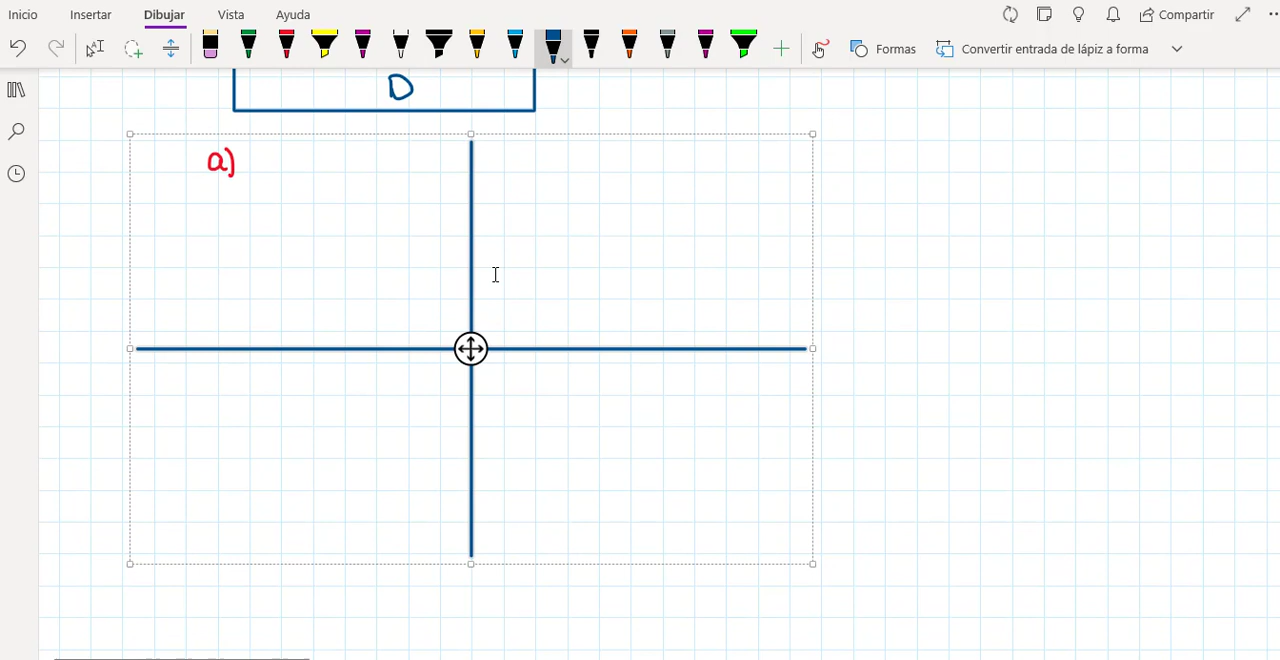 Inicio Insertar Dibujar Vista Ayuda Compartir
Formas Convertir entrada de lápiz a forma
D
a)